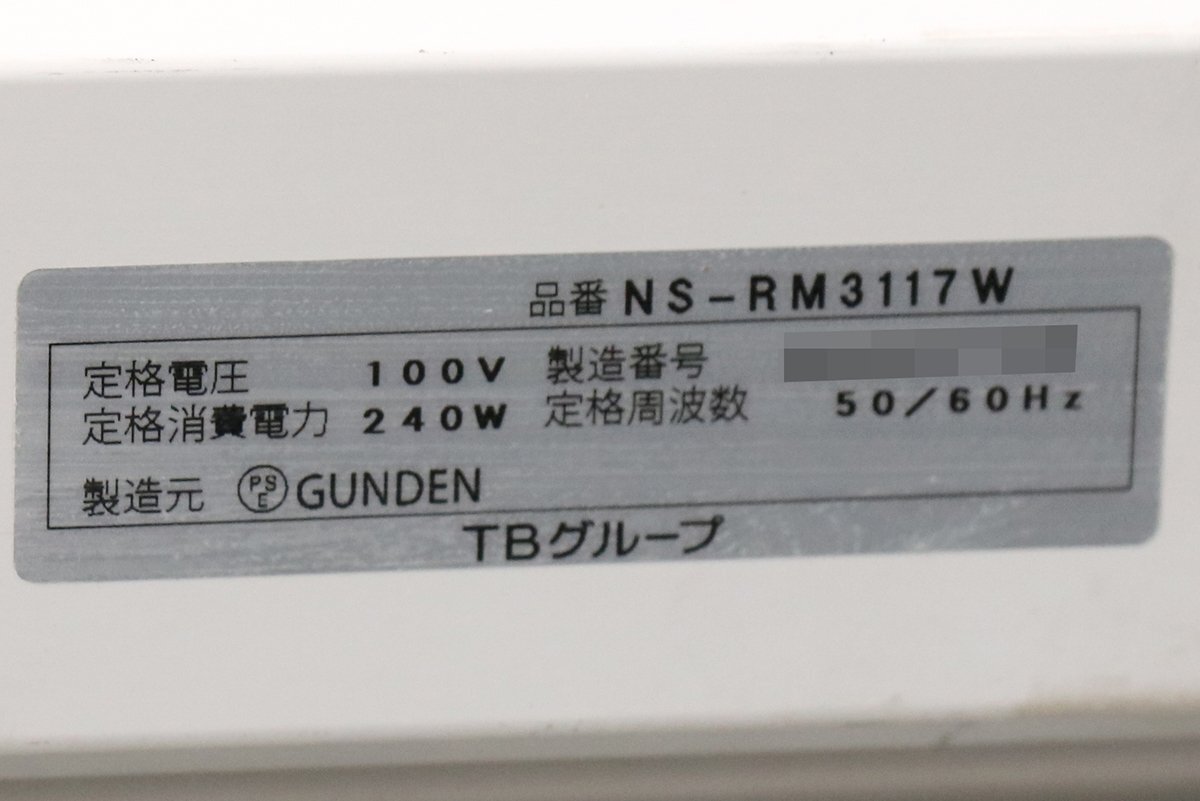 品番 NS-RM3117W
定格電圧 100V 製造番号
定格消費電力 240W 定格周波数 50/60Hz
製造元 PSE GUNDEN
TBグループ